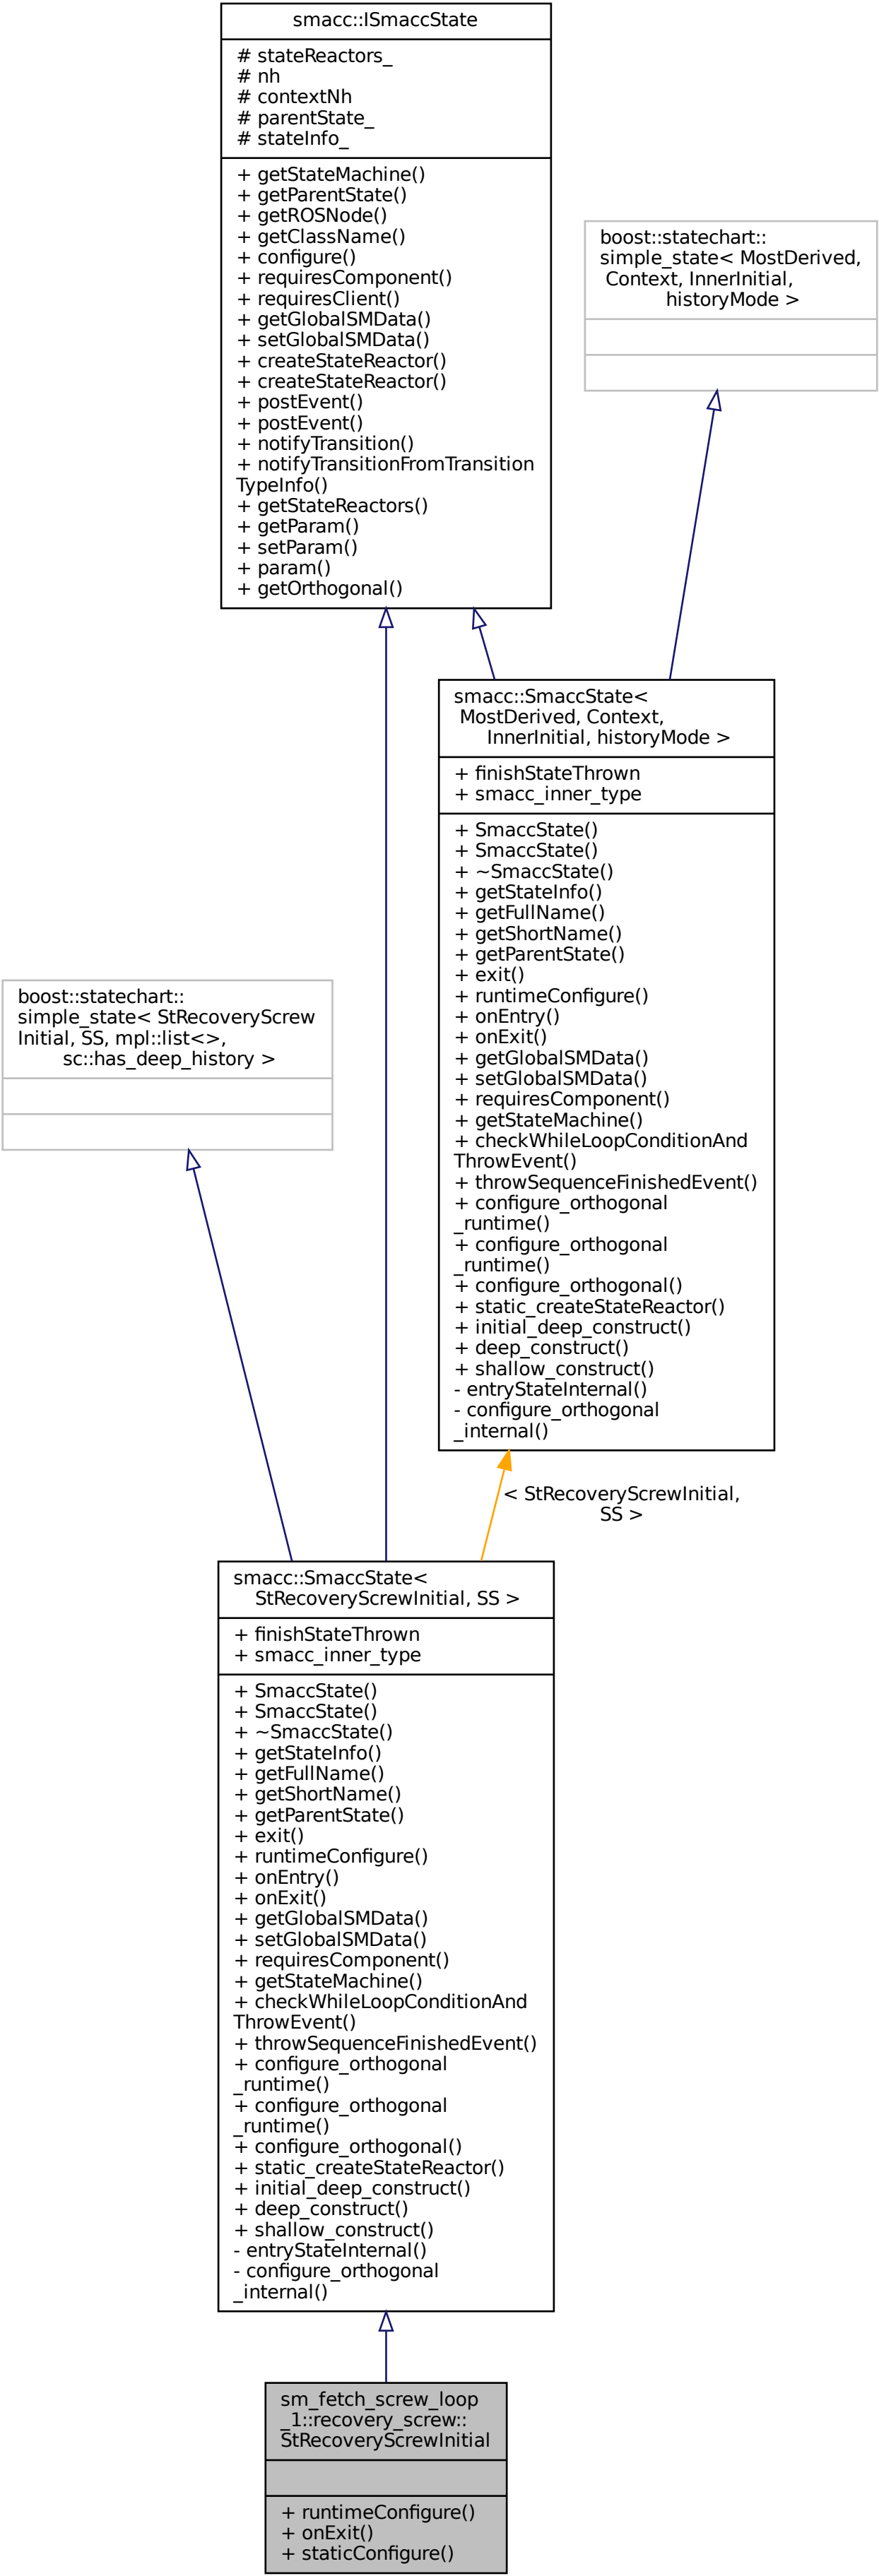 smacc::ISmaccState
# stateReactors_
# nh
# contextNh
# parentState_
# stateInfo_
+ getStateMachine()
+ getParentState()
+ getROSNode()
+ getClassName()
+ configure()
+ requiresComponent()
+ requiresClient()
+ getGlobalSMData()
+ setGlobalSMData()
+ createStateReactor()
+ createStateReactor()
+ postEvent()
+ postEvent()
+ notifyTransition()
+ notifyTransitionFromTransition
TypeInfo()
+ getStateReactors()
+ getParam()
+ setParam()
+ param()
+ getOrthogonal()
boost::statechart::
simple_state< MostDerived,
Context, InnerInitial,
historyMode >
smacc::SmaccState<
MostDerived, Context,
InnerInitial, historyMode >
+ finishStateThrown
+ smacc_inner_type
+ SmaccState()
+ SmaccState()
+ ~SmaccState()
+ getStateInfo()
+ getFullName()
+ getShortName()
+ getParentState()
+ exit()
+ runtimeConfigure()
+ onEntry()
+ onExit()
+ getGlobalSMData()
+ setGlobalSMData()
+ requiresComponent()
+ getStateMachine()
+ checkWhileLoopConditionAnd
ThrowEvent()
+ throwSequenceFinishedEvent()
+ configure_orthogonal
_runtime()
+ configure_orthogonal
_runtime()
+ configure_orthogonal()
+ static_createStateReactor()
+ initial_deep_construct()
+ deep_construct()
+ shallow_construct()
- entryStateInternal()
- configure_orthogonal
_internal()
boost::statechart::
simple_state< StRecoveryScrew
Initial, SS, mpl::list<>,
sc::has_deep_history >
< StRecoveryScrewInitial,
SS >
smacc::SmaccState<
StRecoveryScrewInitial, SS >
+ finishStateThrown
+ smacc_inner_type
+ SmaccState()
+ SmaccState()
+ ~SmaccState()
+ getStateInfo()
+ getFullName()
+ getShortName()
+ getParentState()
+ exit()
+ runtimeConfigure()
+ onEntry()
+ onExit()
+ getGlobalSMData()
+ setGlobalSMData()
+ requiresComponent()
+ getStateMachine()
+ checkWhileLoopConditionAnd
ThrowEvent()
+ throwSequenceFinishedEvent()
+ configure_orthogonal
_runtime()
+ configure_orthogonal
_runtime()
+ configure_orthogonal()
+ static_createStateReactor()
+ initial_deep_construct()
+ deep_construct()
+ shallow_construct()
- entryStateInternal()
- configure_orthogonal
_internal()
sm_fetch_screw_loop
_1::recovery_screw::
StRecoveryScrewInitial
+ runtimeConfigure()
+ onExit()
+ staticConfigure()